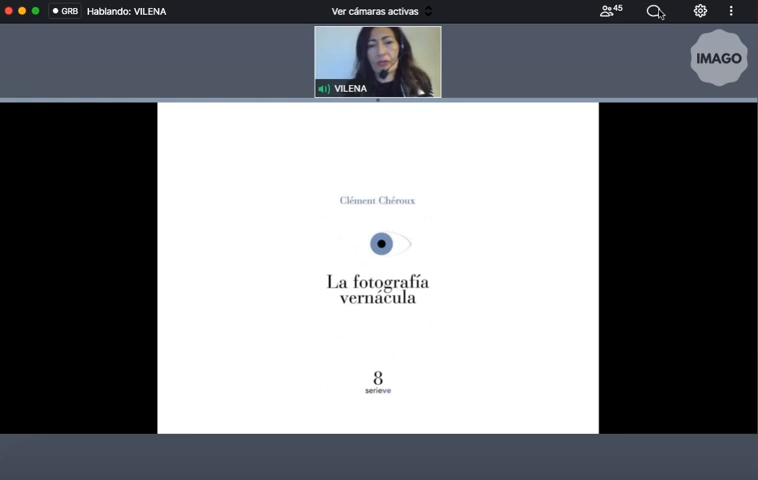 GRB
Hablando: VILENA
Ver cámaras activas
45
VILENA
IMAGO
Clément Chéroux
La fotografía
vernácula
8
serieve